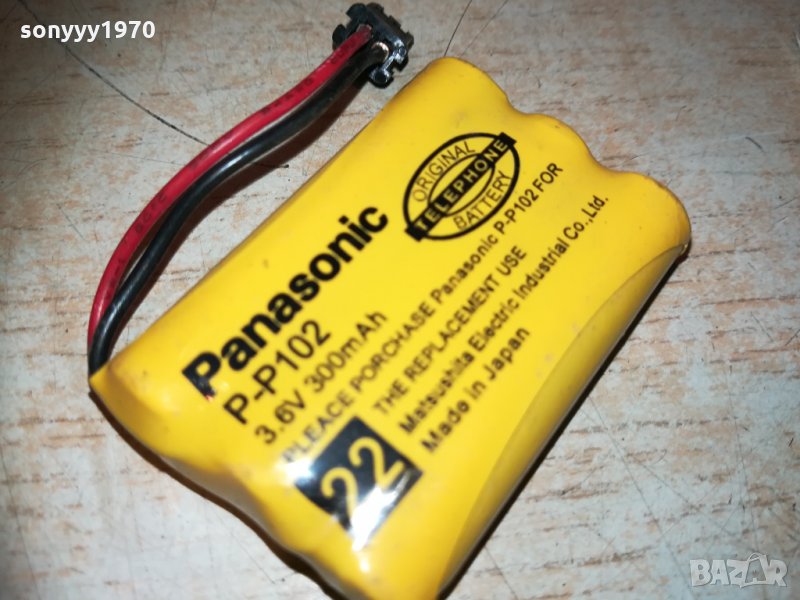 sonyyy1970
ORIGINAL
TELEPHONE
BATTERY
Panasonic
P-P102
3.6V 300mAh
PLEACE PORCHASE Panasonic P-P102 FOR
THE REPLACEMENT USE
Matsushita Electric Industrial Co., Ltd.
Made in Japan
22
BAZAR